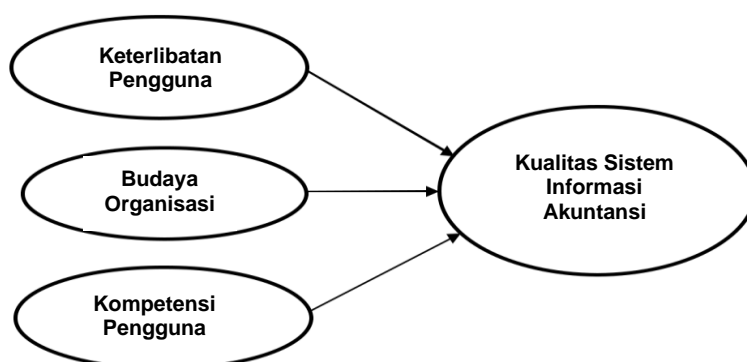 Keterlibatan
Pengguna
Budaya
Organisasi
Kompetensi
Pengguna
Kualitas Sistem
Informasi
Akuntansi